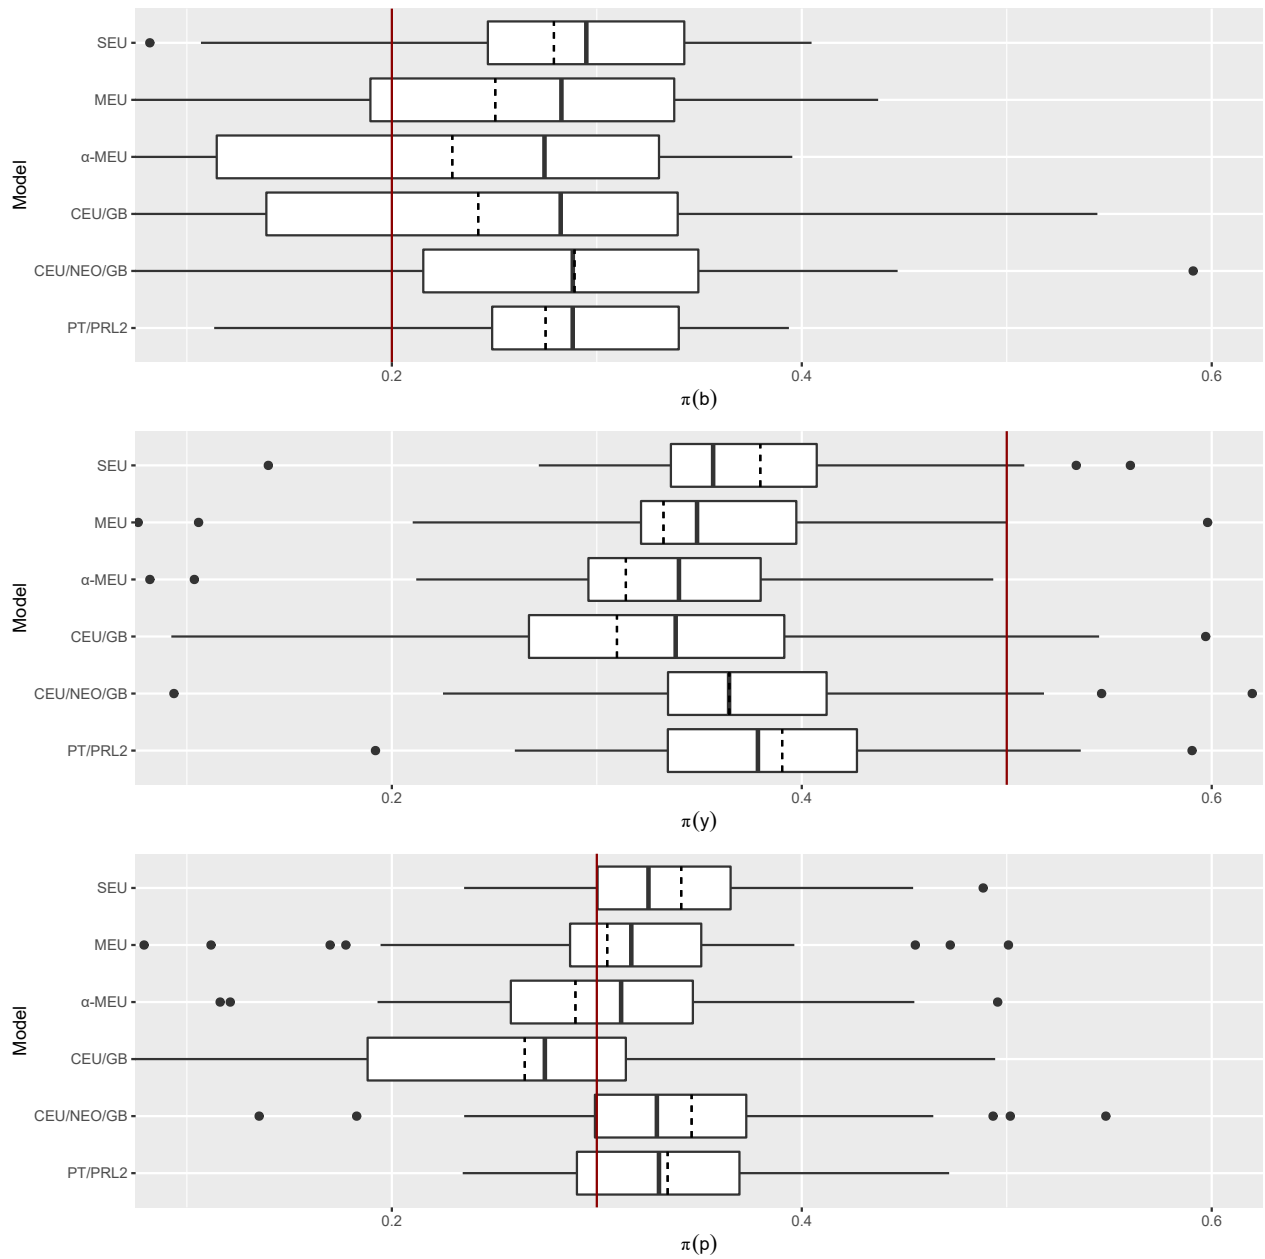 Model
SEU
MEU
α-MEU
CEU/GB
CEU/NEO/GB
PT/PRL2
0.2 0.4 0.6
π(b)
Model
SEU
MEU
α-MEU
CEU/GB
CEU/NEO/GB
PT/PRL2
0.2 0.4 0.6
π(y)
Model
SEU
MEU
α-MEU
CEU/GB
CEU/NEO/GB
PT/PRL2
0.2 0.4 0.6
π(p)